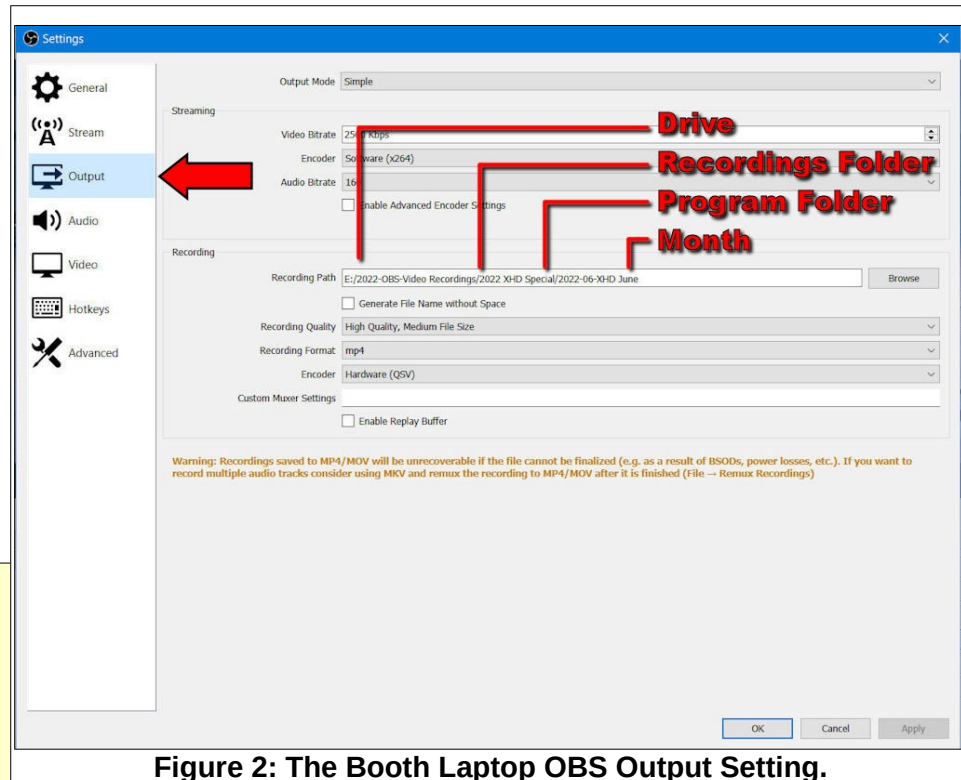 Settings
General
Stream
Output
Audio
Video
Hotkeys
Advanced
Output Mode Simple
Streaming
Video Bitrate Kbps
Encoder Software (x264)
Audio Bitrate
Enable Advanced Encoder Settings
Drive
Recordings Folder
Program Folder
Month
Recording
Recording Path E:/2022-OBS-Video Recordings/2022 XHD Special/2022-06-XHD June Browse
Generate File Name without Space
Recording Quality High Quality, Medium File Size
Recording Format mp4
Encoder Hardware (QSV)
Custom Muxer Settings
Enable Replay Buffer
Warning: Recordings saved to MP4/MOV will be unrecoverable if the file cannot be finalized (e.g. as a result of BSODs, power losses, etc.). If you want to
record multiple audio tracks consider using MKV and remux the recording to MP4/MOV after it is finished (File → Remux Recordings)
OK Cancel Apply
Figure 2: The Booth Laptop OBS Output Setting.